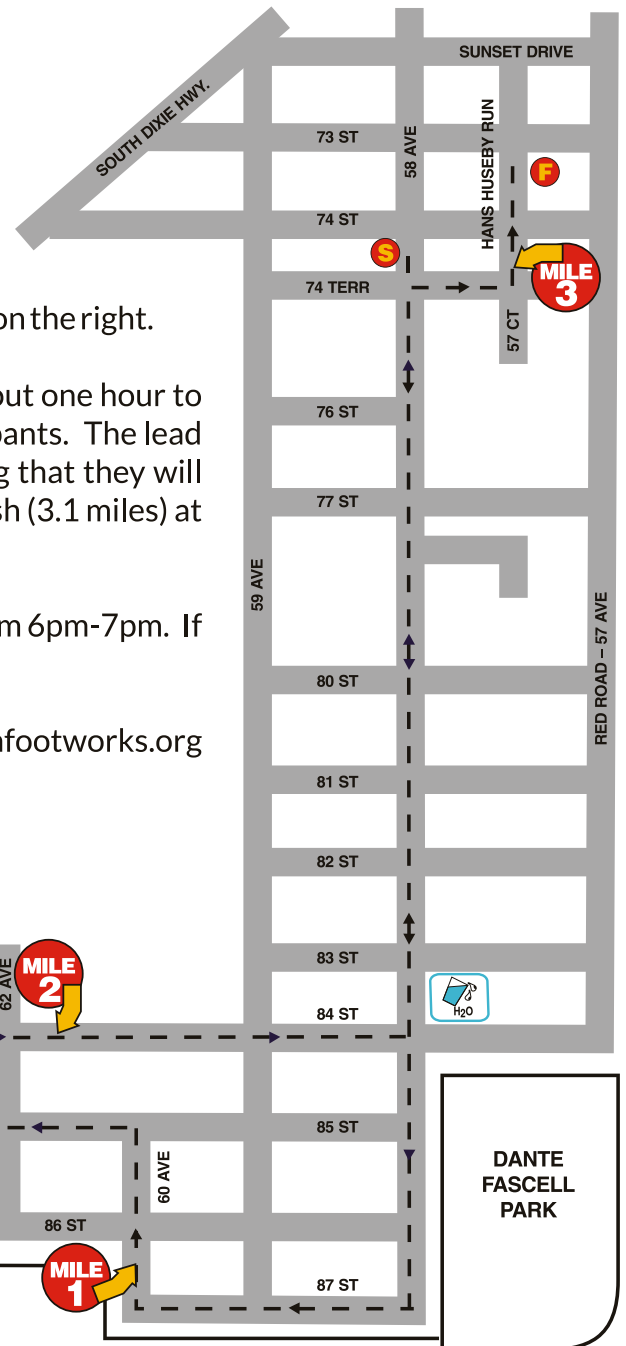 SUNSET DRIVE
SOUTH DIXIE HWY.
58 AVE
HANS HUSEBY RUN
73 ST
F
74 ST
S
74 TERR
MILE
3
57 CT
on the right.
out one hour to
pants. The lead
g that they will
sh (3.1 miles) at
76 ST
77 ST
59 AVE
RED ROAD – 57 AVE
m 6pm-7pm. If
80 ST
nfootworks.org
81 ST
82 ST
83 ST
62 AVE
MILE
2
H2O
84 ST
85 ST
60 AVE
DANTE
FASCELL
PARK
86 ST
MILE
1
87 ST